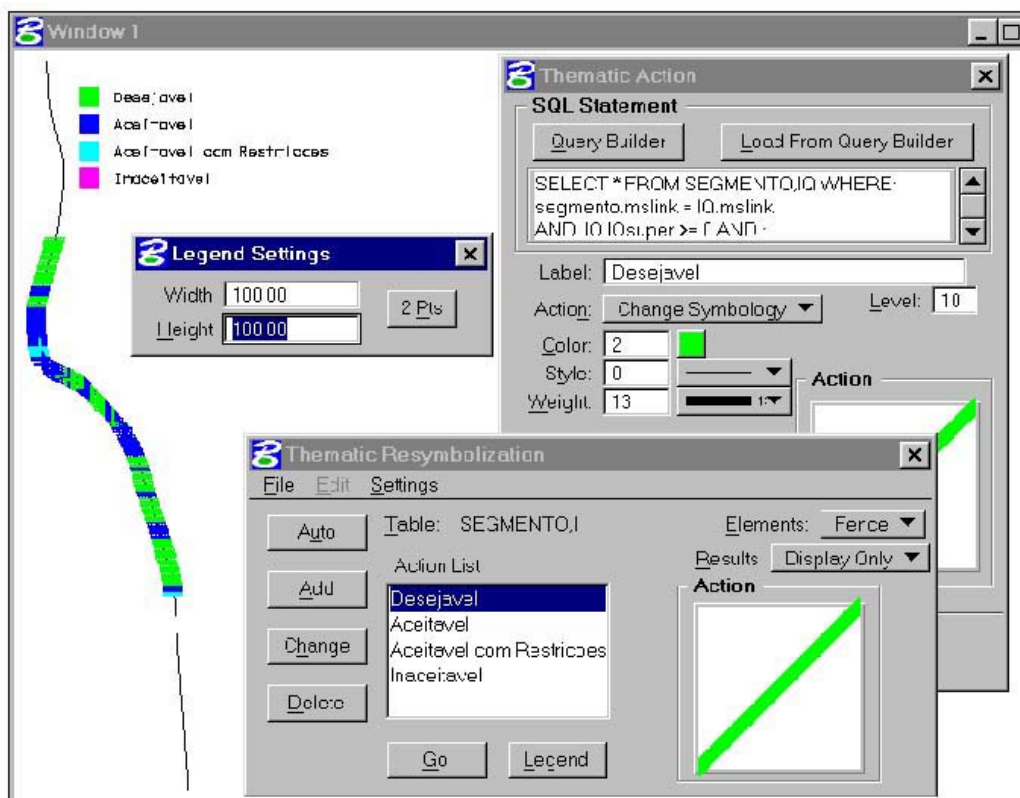 Window 1
Desejavel
Aceitavel
Aceitavel com Restricoes
Inaceitavel
Legend Settings
Width 100 00
Height 100 00
2 Pts
Thematic Action
SQL Statement
Query Builder
Load From Query Builder
SELECT * FROM SEGMENTO,IQ WHERE
segmento.mslink = IQ.mslink
AND IQ.IQsuper >=
Label: Desejavel
Action: Change Symbology
Level: 10
Color: 2
Style: 0
Weight 13
Action
Thematic Resymbolization
File Edit Settings
Auto
Add
Change
Delete
Table: SEGMENTO,I
Elements: Fence
Results Display Only
Action List
Desejavel
Aceitavel
Aceitavel com Restricoes
Inaceitavel
Action
Go
Legend